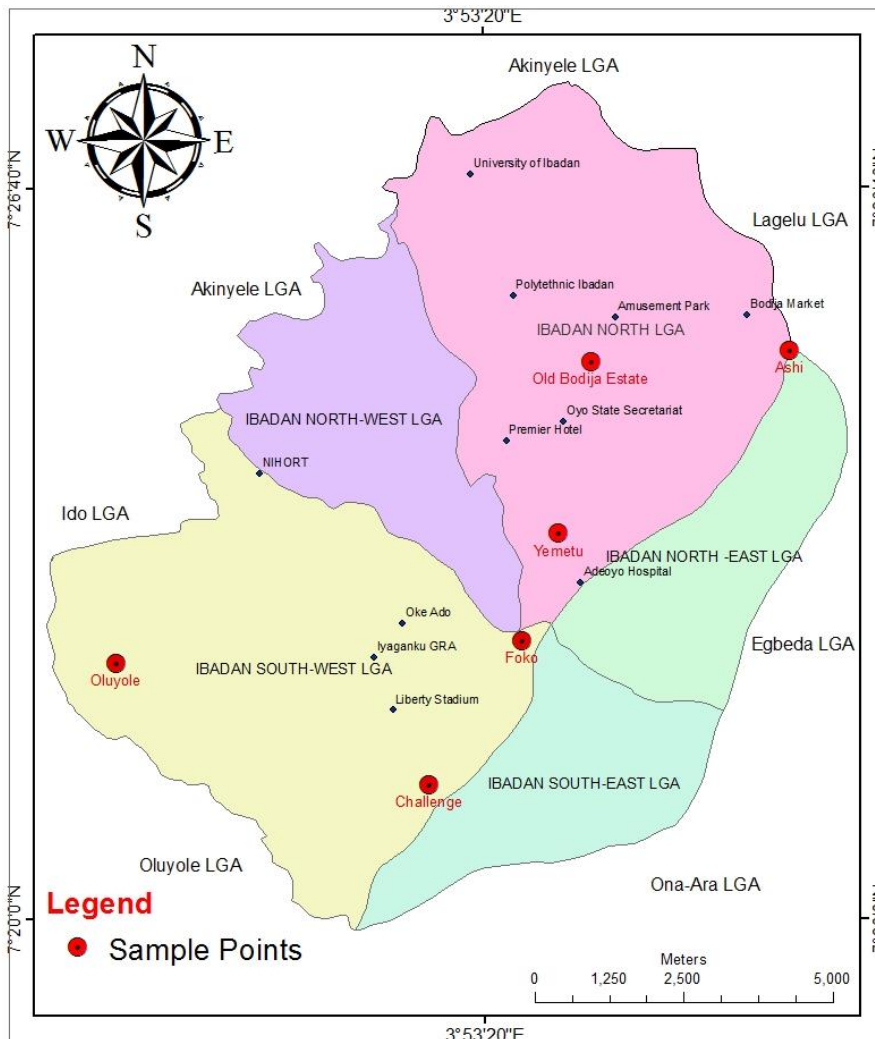 3°53'20"E
Akinyele LGA
N
W
E
S
University of Ibadan
7°26'40"N
Lagelu LGA
Akinyele LGA
Polytethnic Ibadan
Amusement Park
Bodija Market
IBADAN NORTH LGA
Ashi
Old Bodija Estate
Oyo State Secretariat
IBADAN NORTH-WEST LGA
Premier Hotel
NIHORT
Ido LGA
Yemetu
IBADAN NORTH -EAST LGA
Adeoyo Hospital
Oke Ado
Iyaganku GRA
Egbeda LGA
Foko
IBADAN SOUTH-WEST LGA
Oluyole
Liberty Stadium
IBADAN SOUTH-EAST LGA
Challenge
Oluyole LGA
Ona-Ara LGA
Legend
Sample Points
7°20'0"N
Meters
0 1,250 2,500 5,000
3°53'20"E